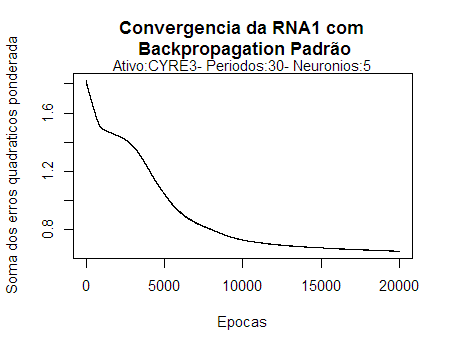 Convergencia da RNA1 com
Backpropagation Padrão
Ativo:CYRE3- Periodos:30- Neuronios:5
Soma dos erros quadraticos ponderada
1.6
1.2
0.8
0 5000 10000 15000 20000
Epocas